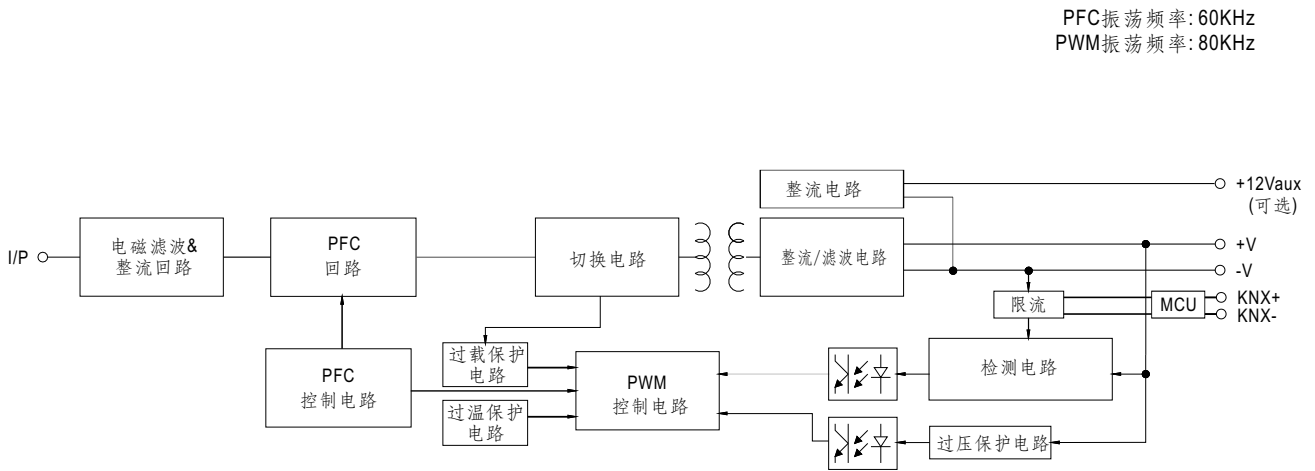 PFC振荡频率: 60KHz
PWM振荡频率: 80KHz
整流电路
+12Vaux
(可选)
I/P
电磁滤波&
整流回路
PFC
回路
切换电路
整流/滤波电路
+V
-V
限流
MCU
KNX+
KNX-
PFC
控制电路
过载保护
电路
过温保护
电路
PWM
控制电路
检测电路
过压保护电路